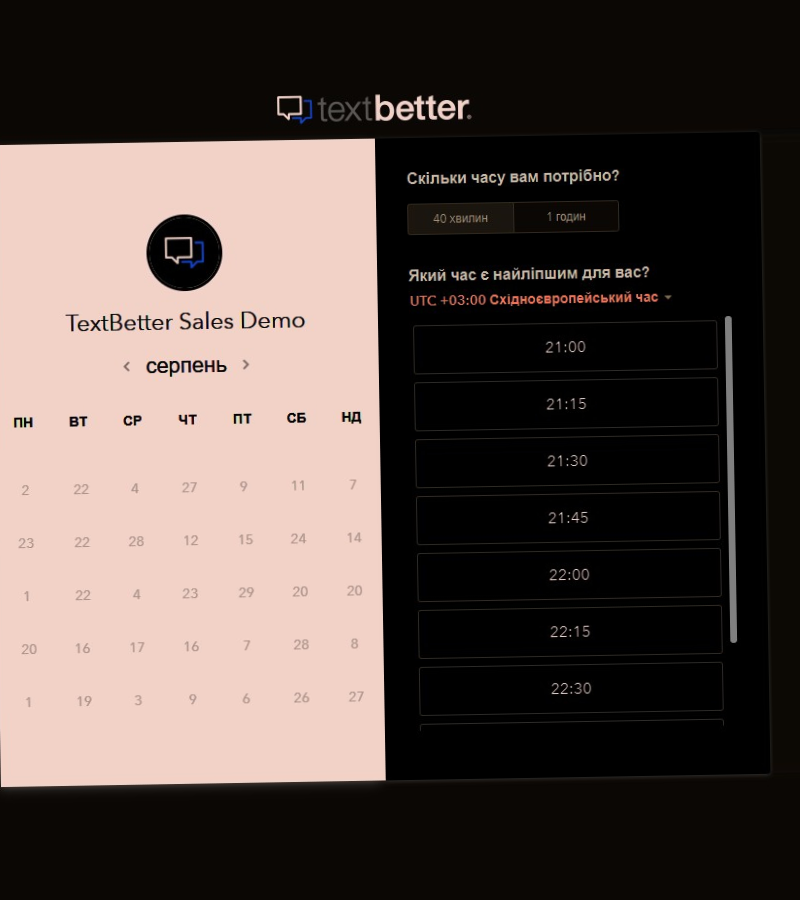 textbetter.
TextBetter Sales Demo
серпень
ПН ВТ СР ЧТ ПТ СБ НД
2 22 4 27 9 11 7
23 22 28 12 15 24 14
1 22 4 23 29 20 20
20 16 17 16 7 28 8
1 19 3 9 6 26 27
Скільки часу вам потрібно?
40 хвилин 1 годин
Який час є найліпшим для вас?
UTC +03:00 Східноєвропейський час
21:00
21:15
21:30
21:45
22:00
22:15
22:30